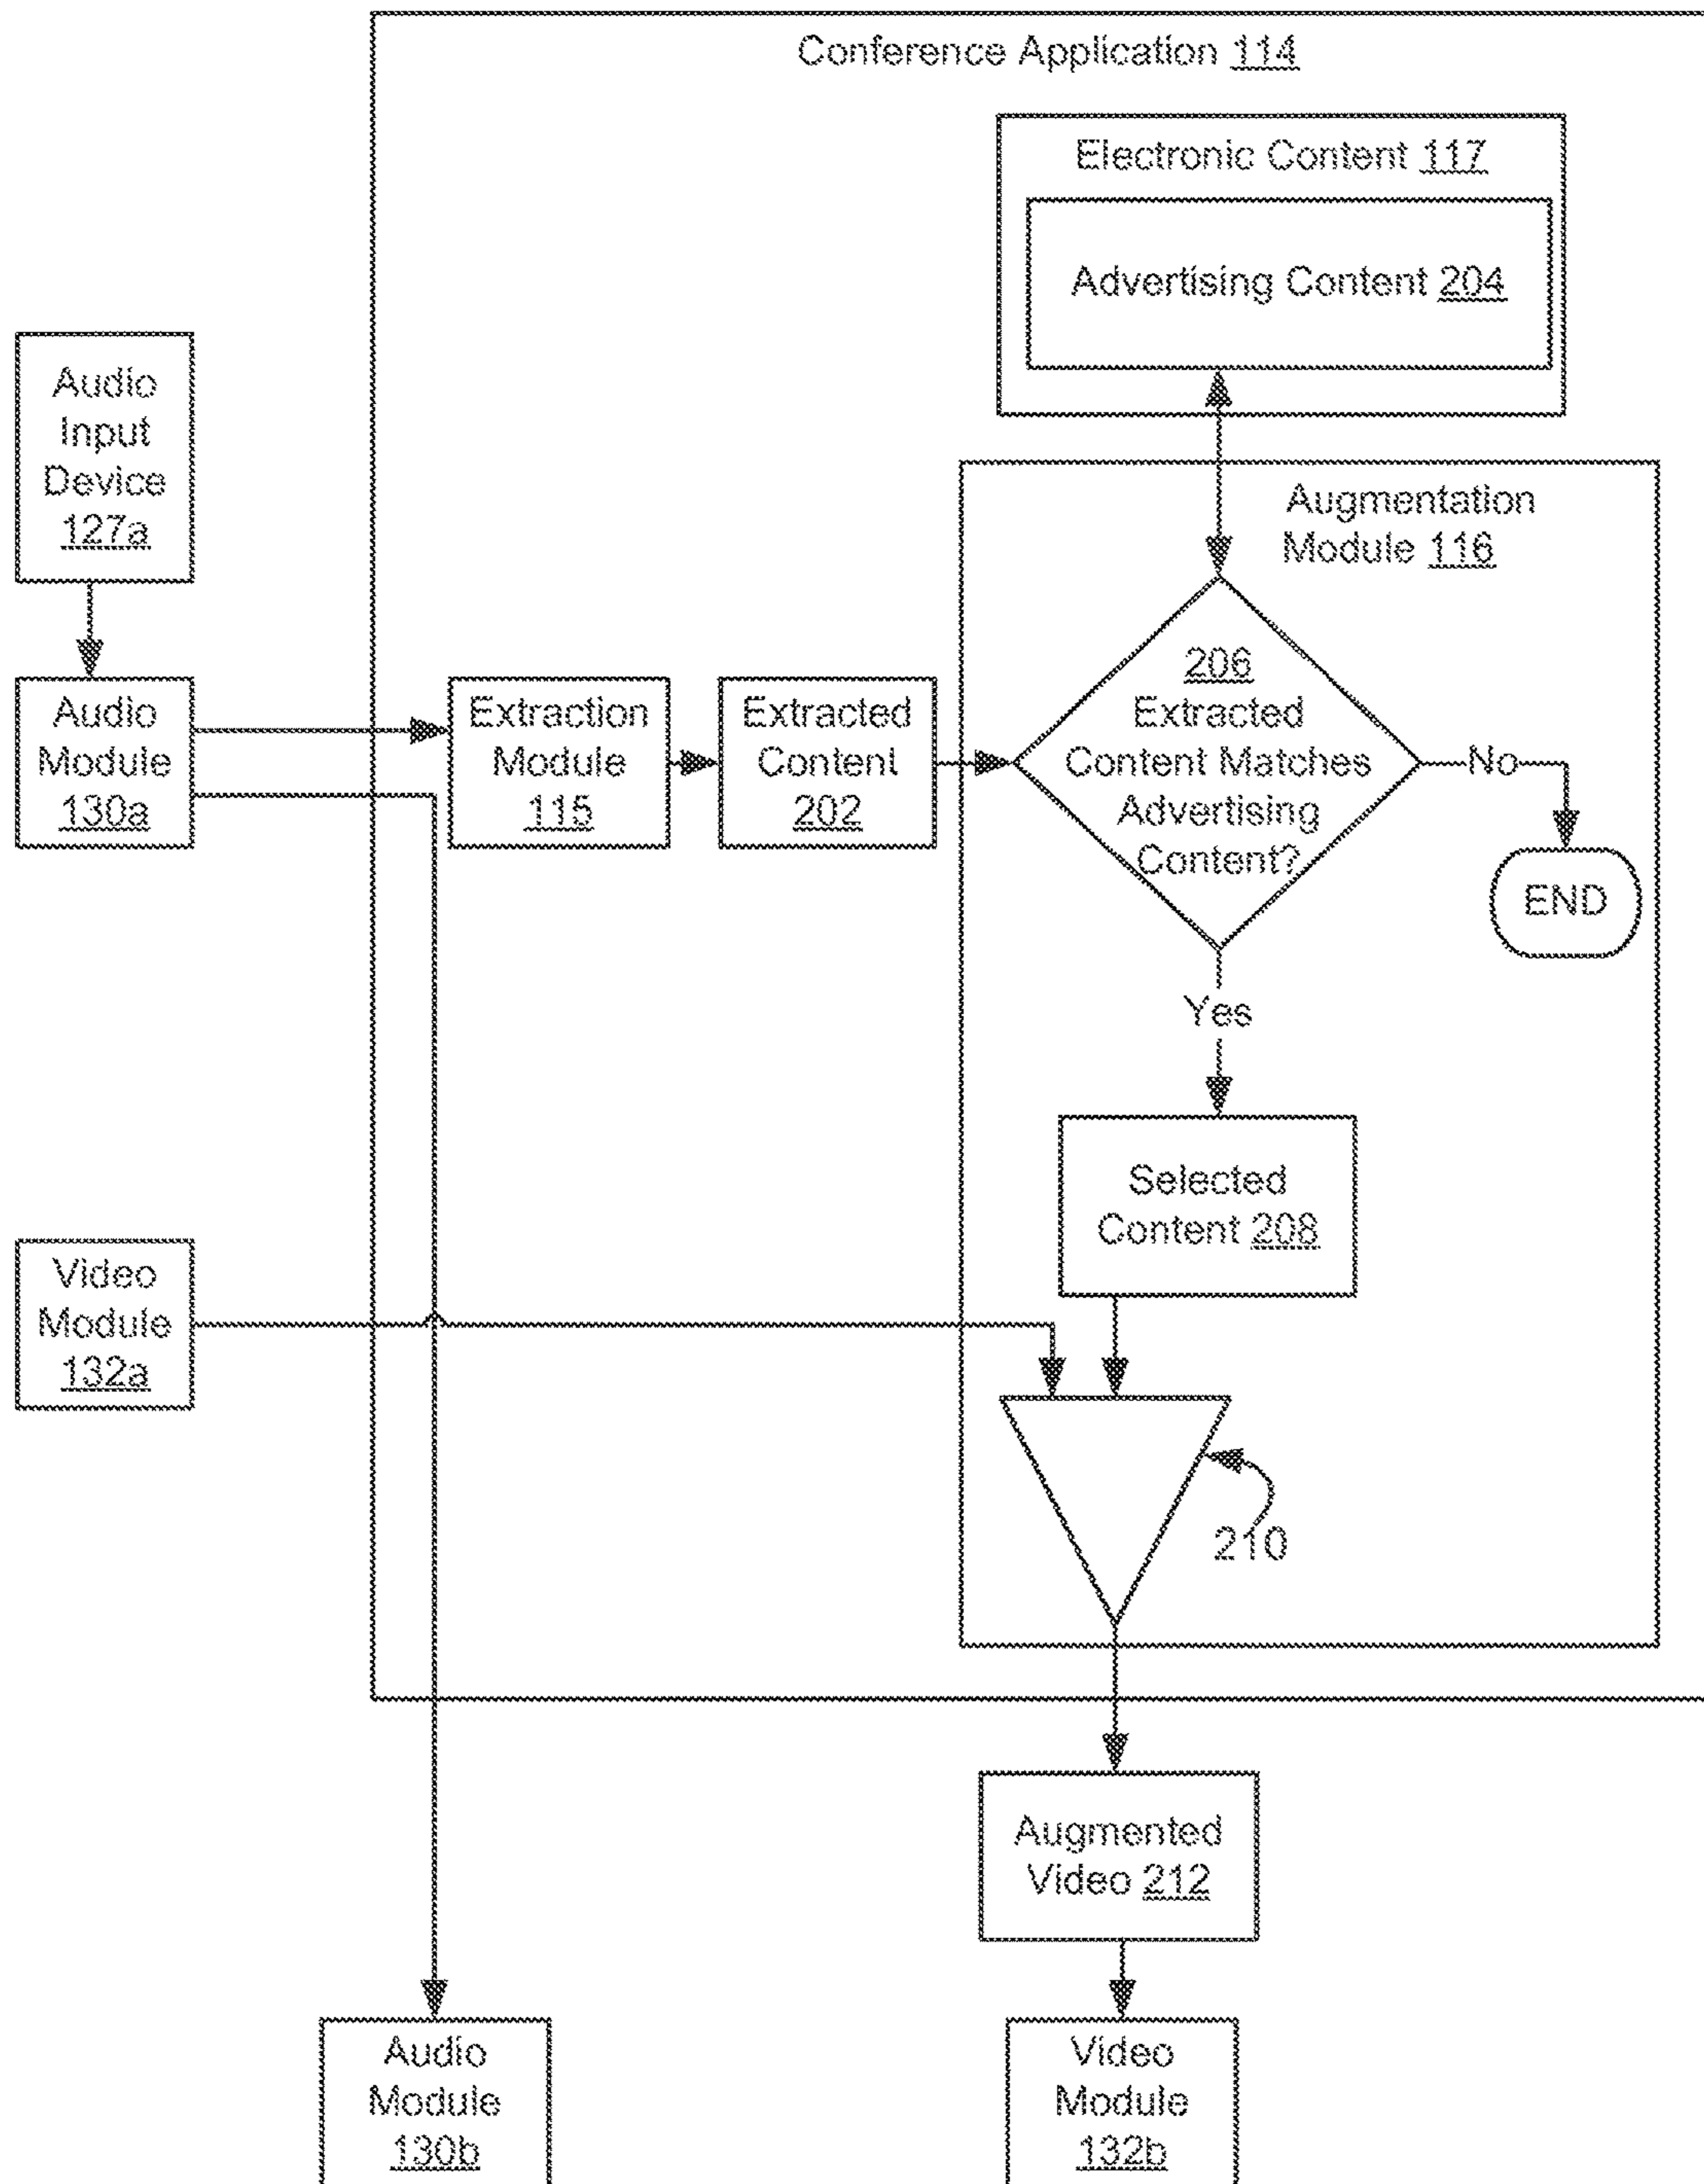 Conference Application 114
Electronic Content 117
Advertising Content 204
Audio
Input
Device
127a
Augmentation
Module 116
Audio
Module
130a
Extraction
Module
115
Extracted
Content
202
206
Extracted
Content Matches
Advertising
Content?
No
END
Yes
Selected
Content 208
Video
Module
132a
210
Augmented
Video 212
Audio
Module
130b
Video
Module
132b